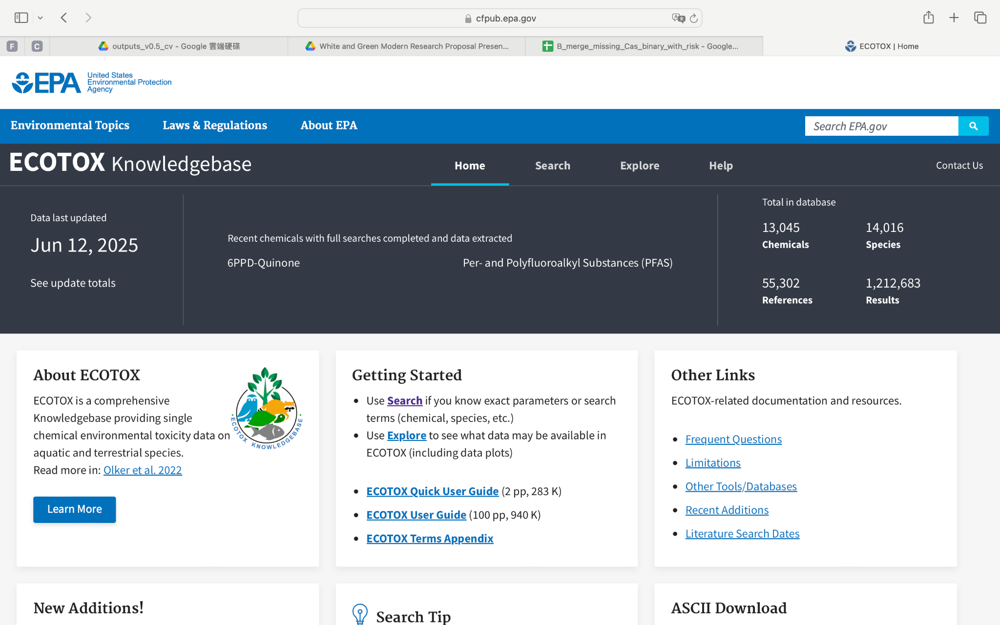 cfpub.epa.gov
F
C
outputs_v0.5_cv - Google 雲端硬碟
White and Green Modern Research Proposal Presen...
B_merge_missing_Cas_binary_with_risk - Google...
ECOTOX | Home
EPA
United States
Environmental Protection
Agency
Environmental Topics
Laws & Regulations
About EPA
Search EPA.gov
ECOTOX Knowledgebase
Home
Search
Explore
Help
Contact Us
Data last updated
Jun 12, 2025
See update totals
Recent chemicals with full searches completed and data extracted
6PPD-Quinone
Per- and Polyfluoroalkyl Substances (PFAS)
Total in database
13,045
Chemicals
14,016
Species
55,302
References
1,212,683
Results
About ECOTOX
ECOTOX is a comprehensive
Knowledgebase providing single
chemical environmental toxicity data on
aquatic and terrestrial species.
Read more in: Olker et al. 2022
ECOTOX KNOWLEDGEBASE
Learn More
Getting Started
Use Search if you know exact parameters or search
terms (chemical, species, etc.)
Use Explore to see what data may be available in
ECOTOX (including data plots)
ECOTOX Quick User Guide (2 pp, 283 K)
ECOTOX User Guide (100 pp, 940 K)
ECOTOX Terms Appendix
Other Links
ECOTOX-related documentation and resources.
Frequent Questions
Limitations
Other Tools/Databases
Recent Additions
Literature Search Dates
New Additions!
Search Tip
ASCII Download